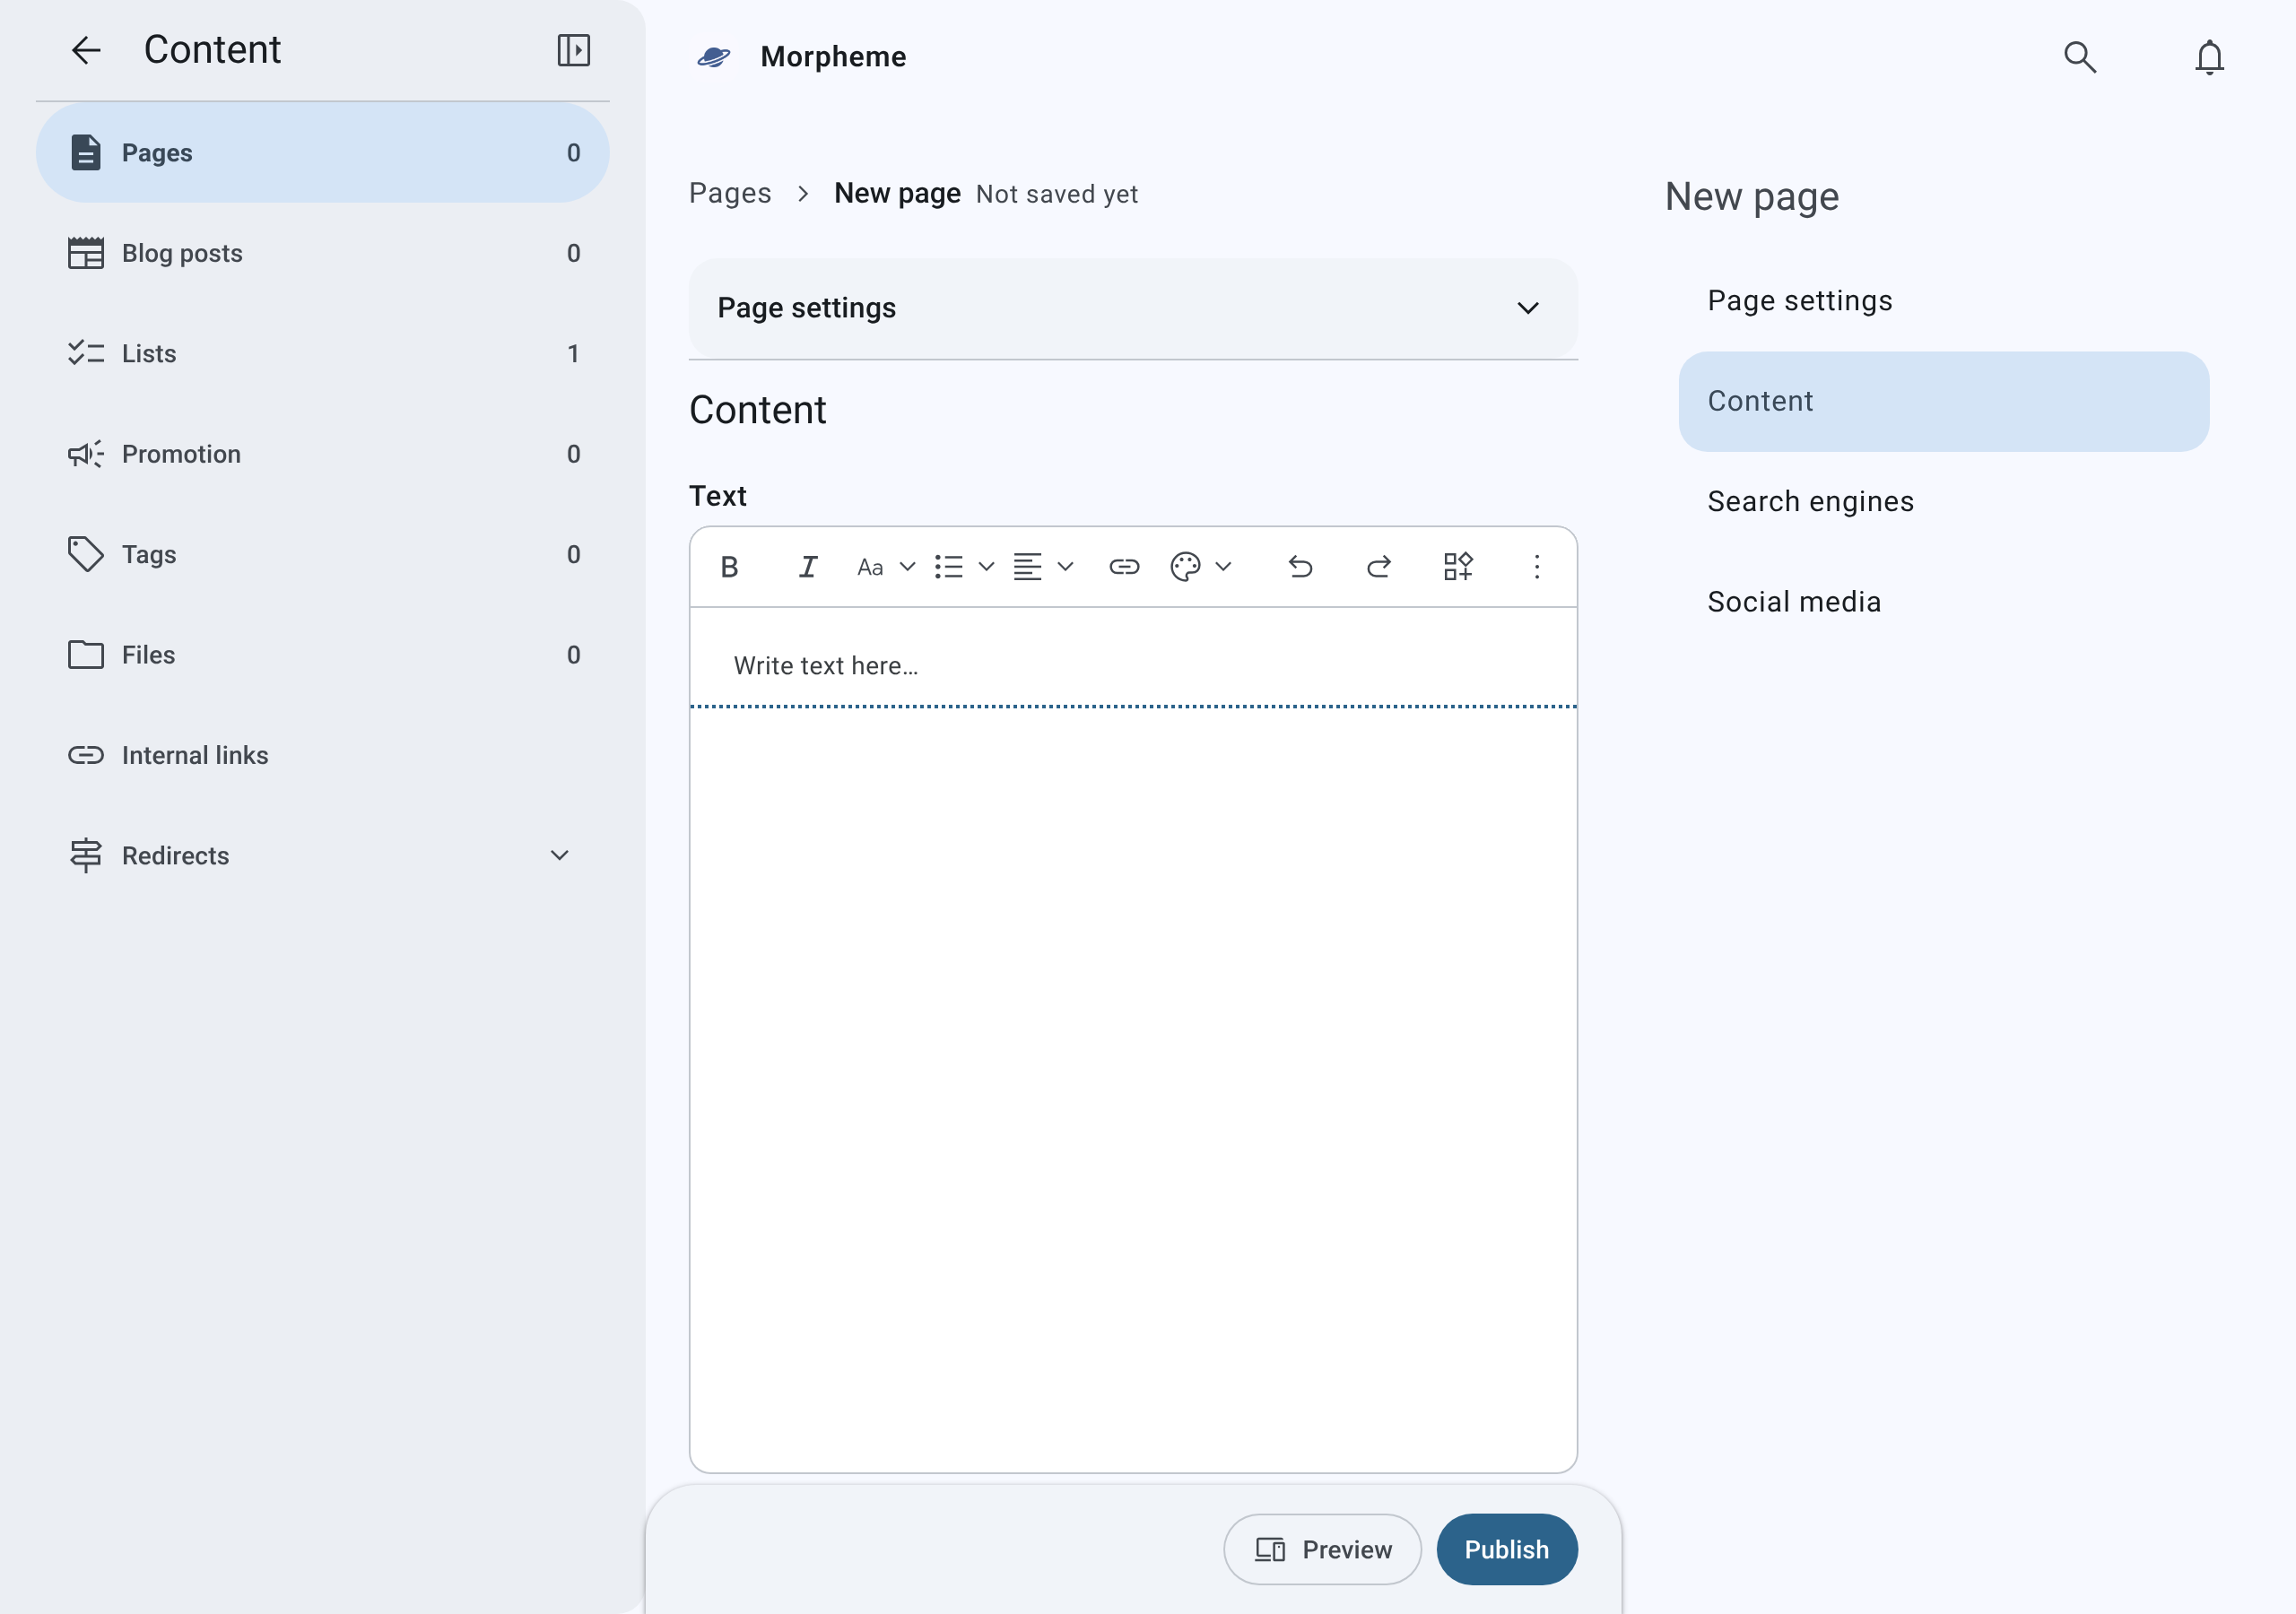 Content
Pages 0
Blog posts 0
Lists 1
Promotion 0
Tags 0
Files 0
Internal links
Redirects
Morpheme
Pages > New page Not saved yet
Page settings
Content
Text
B I Aa
Write text here...
Preview Publish
New page
Page settings
Content
Search engines
Social media